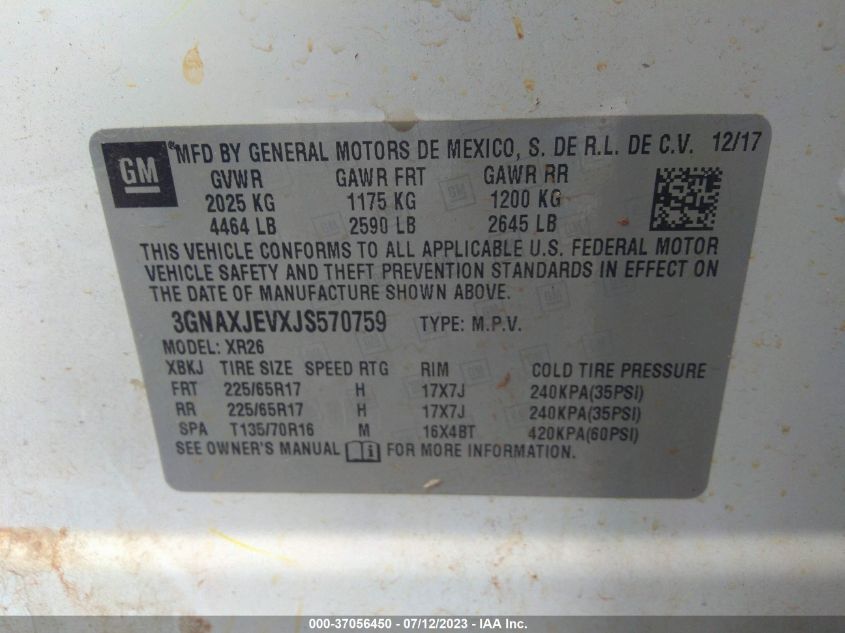 GM
®MFD BY GENERAL MOTORS DE MEXICO, S. DE R.L. DE C.V. 12/17
GVWR GAWR FRT GAWR RR
2025 KG 1175 KG 1200 KG
4464 LB 2590 LB 2645 LB
THIS VEHICLE CONFORMS TO ALL APPLICABLE U.S. FEDERAL MOTOR
VEHICLE SAFETY AND THEFT PREVENTION STANDARDS IN EFFECT ON
THE DATE OF MANUFACTURE SHOWN ABOVE.
3GNAXJEVXJS570759 TYPE: M.P.V.
MODEL: XR26
XBKJ TIRE SIZE SPEED RTG RIM COLD TIRE PRESSURE
FRT 225/65R17 H 17X7J 240KPA(35PSI)
RR 225/65R17 H 17X7J 240KPA(35PSI)
SPA T135/70R16 M 16X4BT 420KPA(60PSI)
SEE OWNER'S MANUAL i FOR MORE INFORMATION.
000-37056450 - 07/12/2023 - IAA Inc.